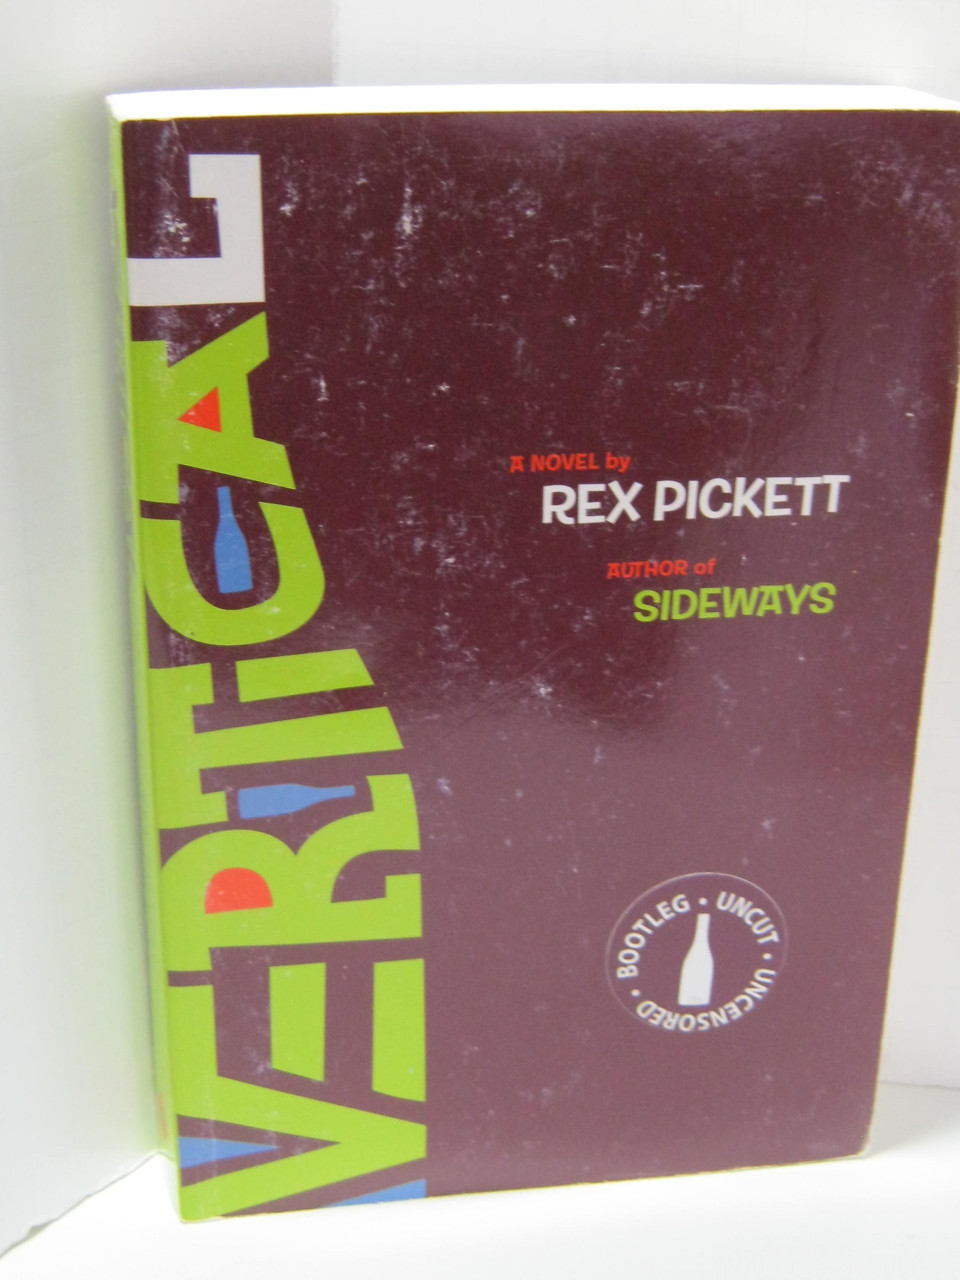 VERTICAL
A NOVEL by
REX PICKETT
AUTHOR of
SIDEWAYS
BOOTLEG • UNCUT • UNCENSORED •